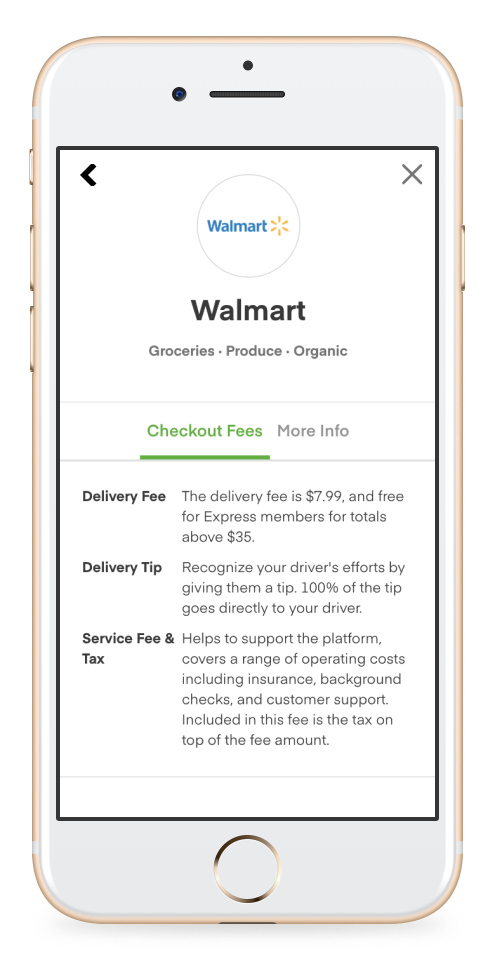 Walmart
Walmart
Groceries · Produce · Organic
Checkout Fees More Info
Delivery Fee The delivery fee is $7.99, and free
for Express members for totals
above $35.
Delivery Tip Recognize your driver's efforts by
giving them a tip. 100% of the tip
goes directly to your driver.
Service Fee & Helps to support the platform,
Tax covers a range of operating costs
including insurance, background
checks, and customer support.
Included in this fee is the tax on
top of the fee amount.